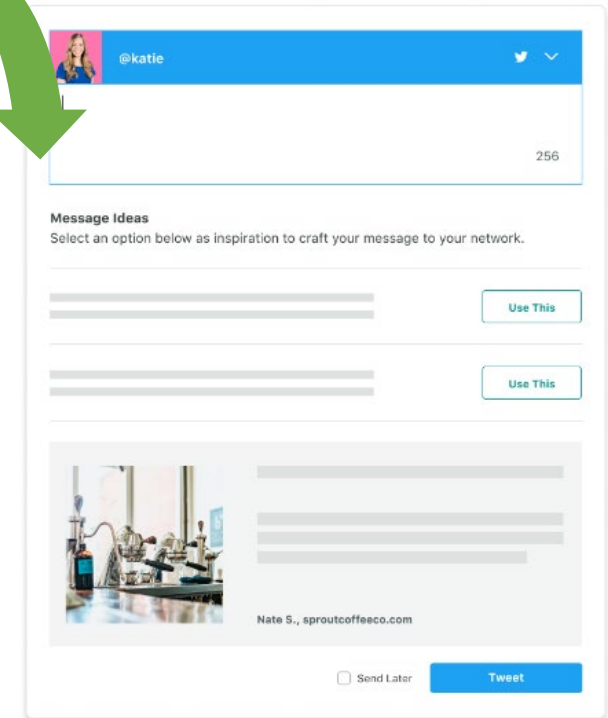 @katie
256
Message Ideas
Select an option below as inspiration to craft your message to your network.
Use This
Use This
Nate S., sproutcoffeeco.com
Send Later
Tweet